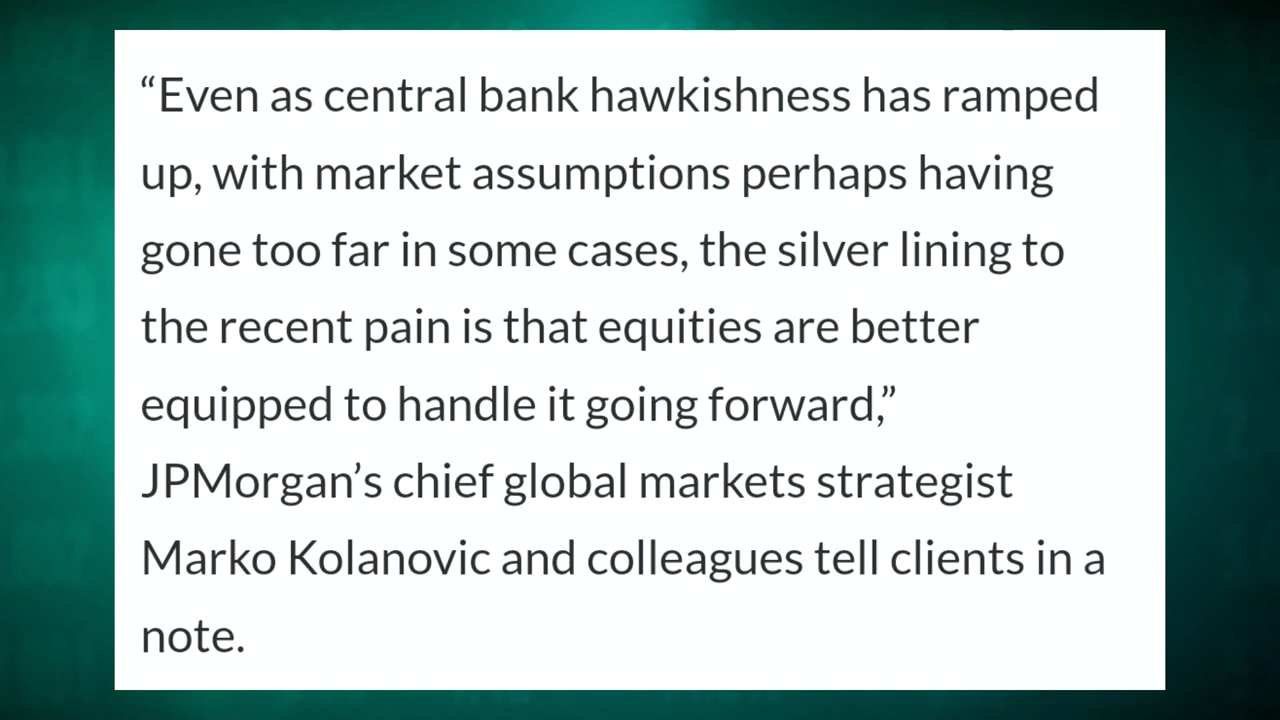 “Even as central bank hawkishness has ramped
up, with market assumptions perhaps having
gone too far in some cases, the silver lining to
the recent pain is that equities are better
equipped to handle it going forward,”
JPMorgan’s chief global markets strategist
Marko Kolanovic and colleagues tell clients in a
note.